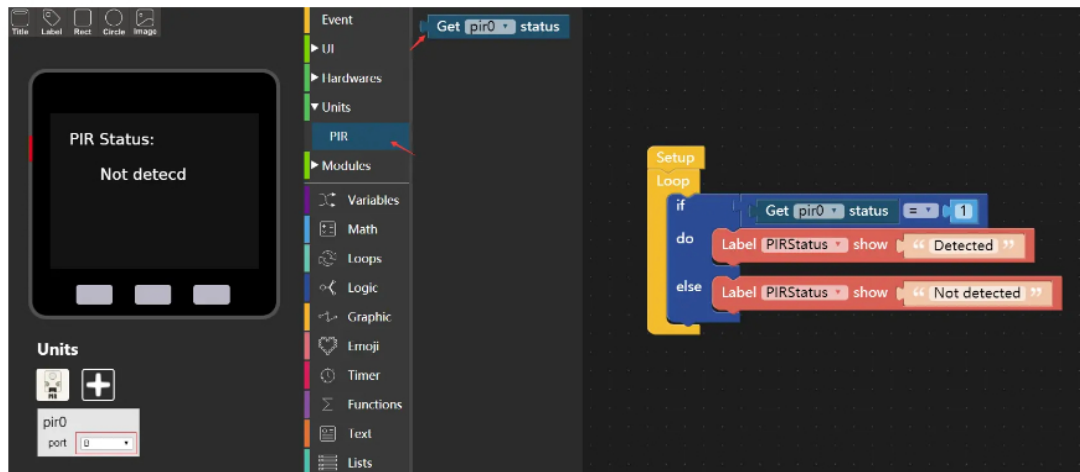 Title Label Rect Circle Image
PIR Status:
Not detecd
Units
pir0
port B
Event
UI
Hardwares
Units
PIR
Modules
Variables
Math
Loops
Logic
Graphic
Emoji
Timer
Functions
Text
Lists
Get pir0 status
Setup
Loop
if Get pir0 status = 1
do Label PIRStatus show “ Detected ”
else Label PIRStatus show “ Not detected ”